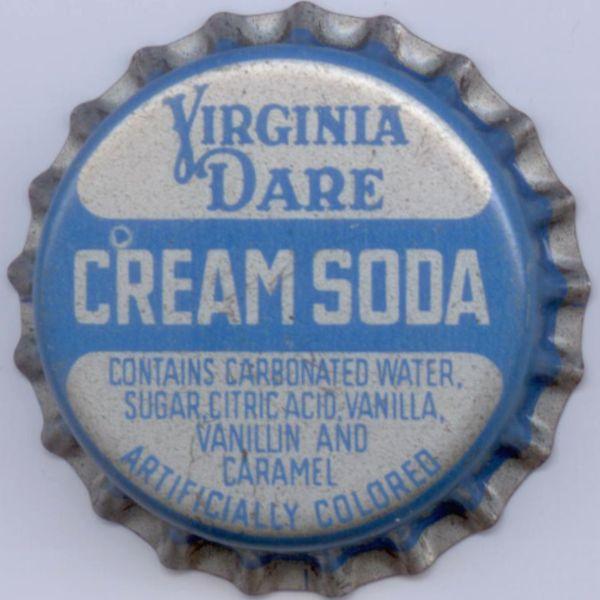 VIRGINIA
DARE
CREAM SODA
CONTAINS CARBONATED WATER,
SUGAR, CITRIC ACID, VANILLA,
VANILLIN AND
CARAMEL
ARTIFICIALLY COLORED